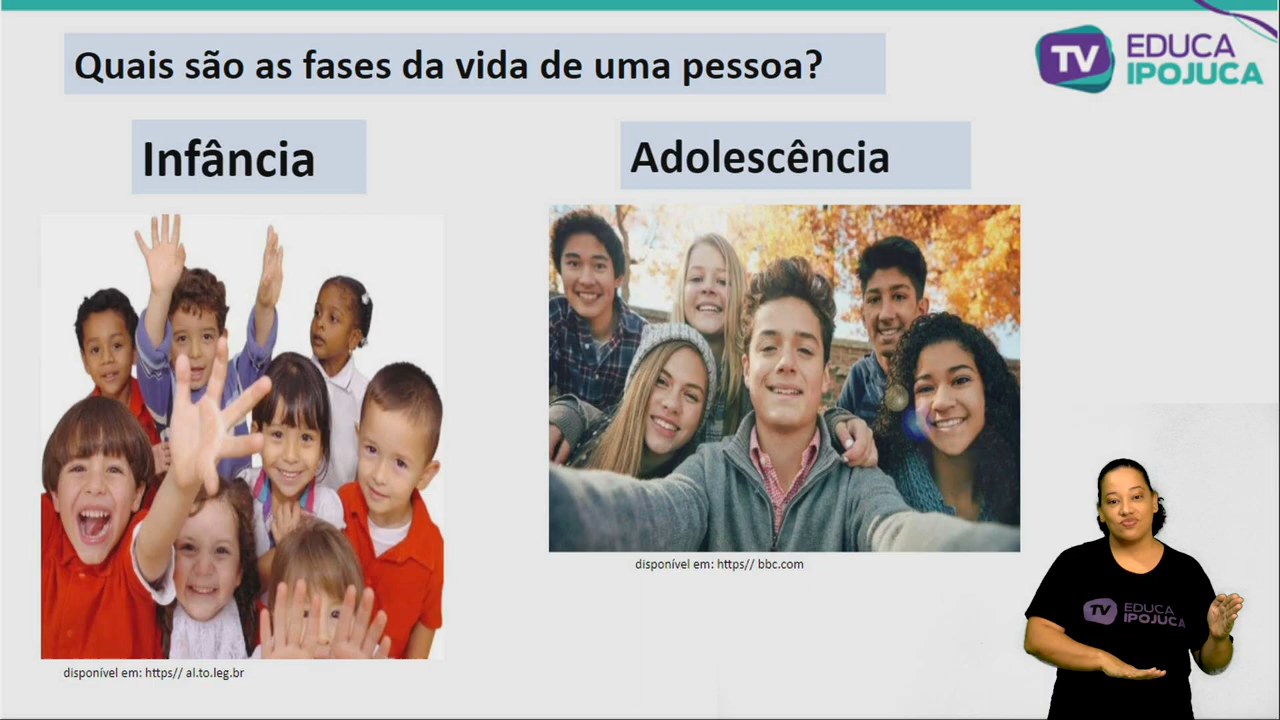 Quais são as fases da vida de uma pessoa?
TV EDUCA
IPOJUCA
Infância
Adolescência
disponível em: https// bbc.com
disponível em: https// al.to.leg.br
TV EDUCA
IPOJUCA